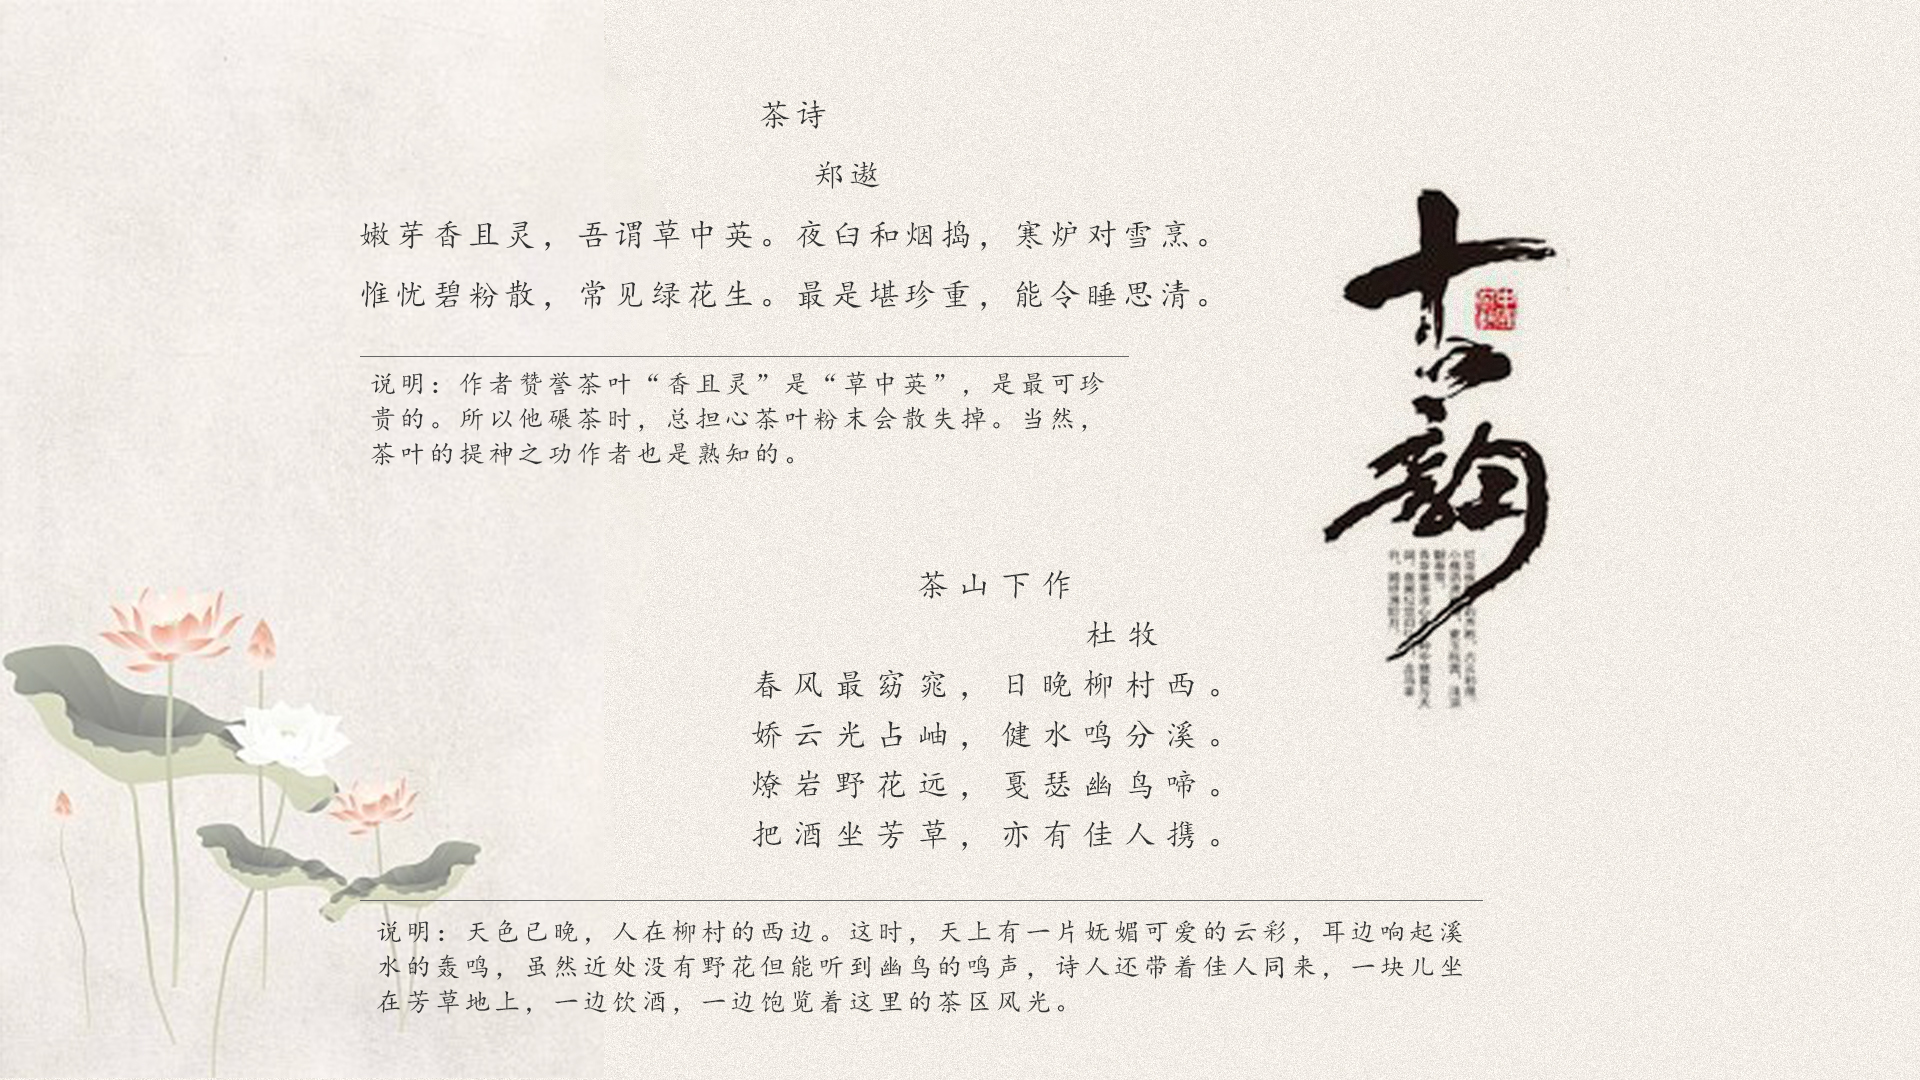 茶诗
郑遨
嫩芽香且灵，吾谓草中英。夜臼和烟捣，寒炉对雪烹。
惟忧碧粉散，常见绿花生。最是堪珍重，能令睡思清。
说明：作者赞誉茶叶“香且灵”是“草中英”，是最可珍
贵的。所以他碾茶时，总担心茶叶粉末会散失掉。当然，
茶叶的提神之功作者也是熟知的。
茶山下作
杜牧
春风最窈窕，日晚柳村西。
娇云光占岫，健水鸣分溪。
燎岩野花远，戛瑟幽鸟啼。
把酒坐芳草，亦有佳人携。
说明：天色已晚，人在柳村的西边。这时，天上有一片妩媚可爱的云彩，耳边响起溪
水的轰鸣，虽然近处没有野花但能听到幽鸟的鸣声，诗人还带着佳人同来，一块儿坐
在芳草地上，一边饮酒，一边饱览着这里的茶区风光。